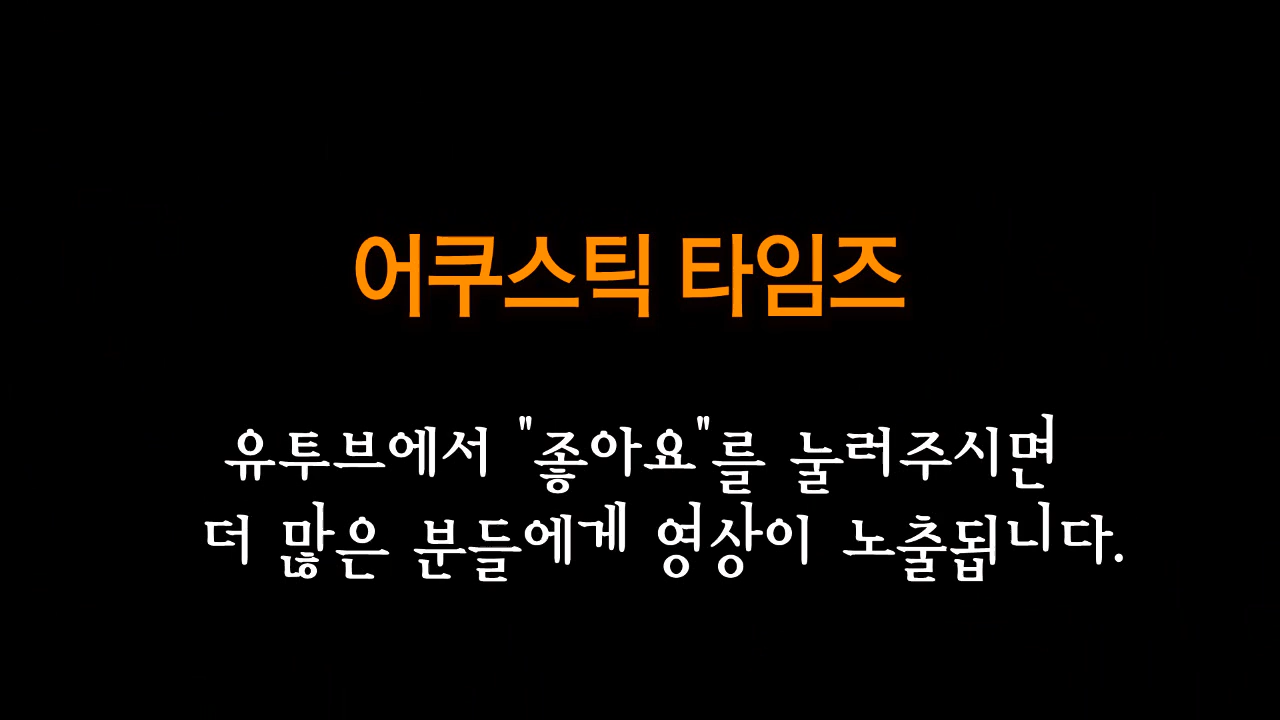 어쿠스틱 타임즈
유투브에서 "좋아요"를 눌러주시면
더 많은 분들에게 영상이 노출됩니다.